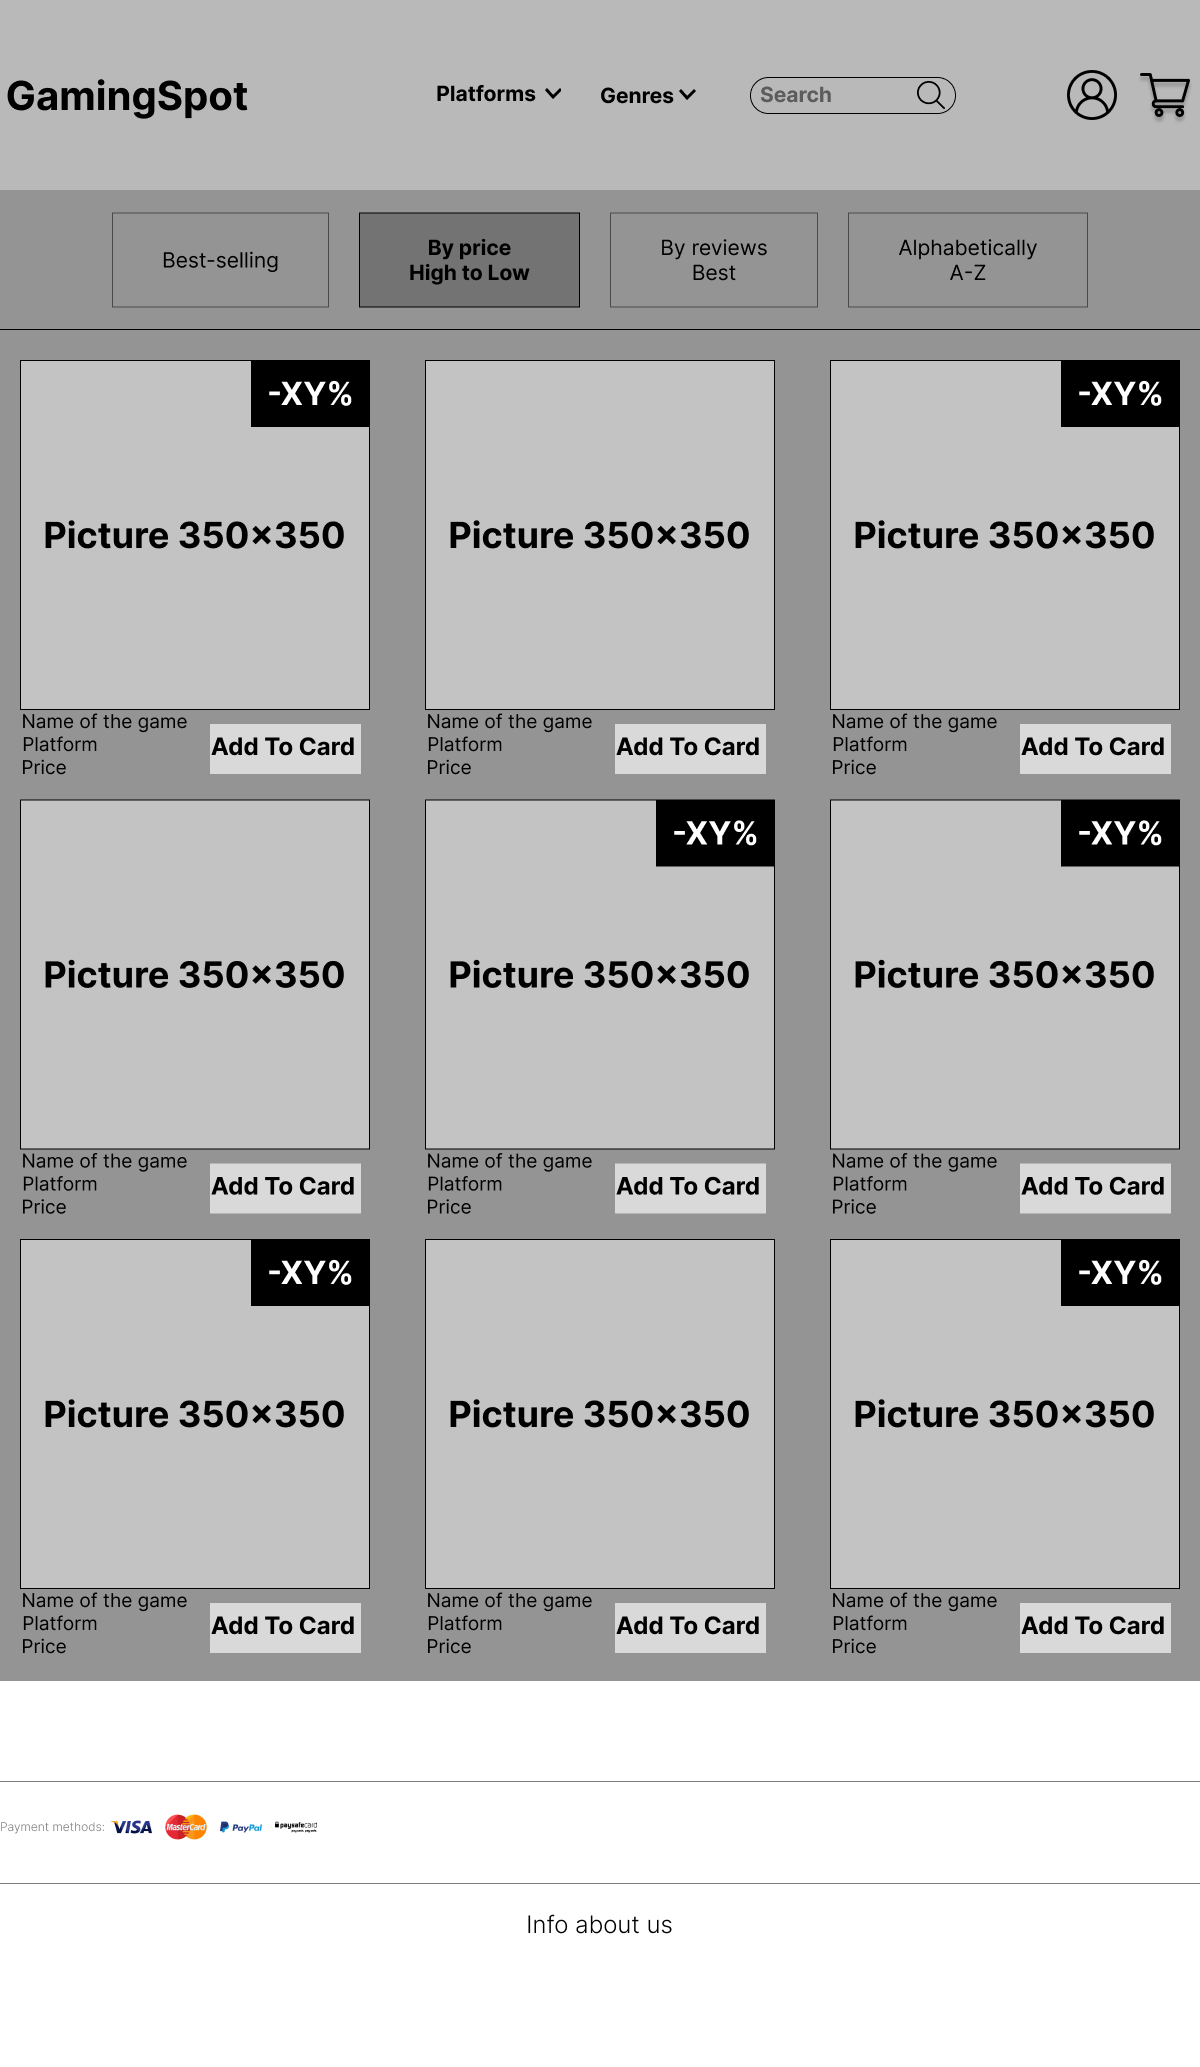 GamingSpot
Platforms
Genres
Search
Best-selling
By price
High to Low
By reviews
Best
Alphabetically
A-Z
-XY%
Picture 350×350
Name of the game
Platform
Price
Add To Card
Picture 350×350
Name of the game
Platform
Price
Add To Card
-XY%
Picture 350×350
Name of the game
Platform
Price
Add To Card
Picture 350×350
Name of the game
Platform
Price
Add To Card
-XY%
Picture 350×350
Name of the game
Platform
Price
Add To Card
-XY%
Picture 350×350
Name of the game
Platform
Price
Add To Card
-XY%
Picture 350×350
Name of the game
Platform
Price
Add To Card
Picture 350×350
Name of the game
Platform
Price
Add To Card
-XY%
Picture 350×350
Name of the game
Platform
Price
Add To Card
Payment methods: VISA MasterCard PayPal paysafecard
Info about us